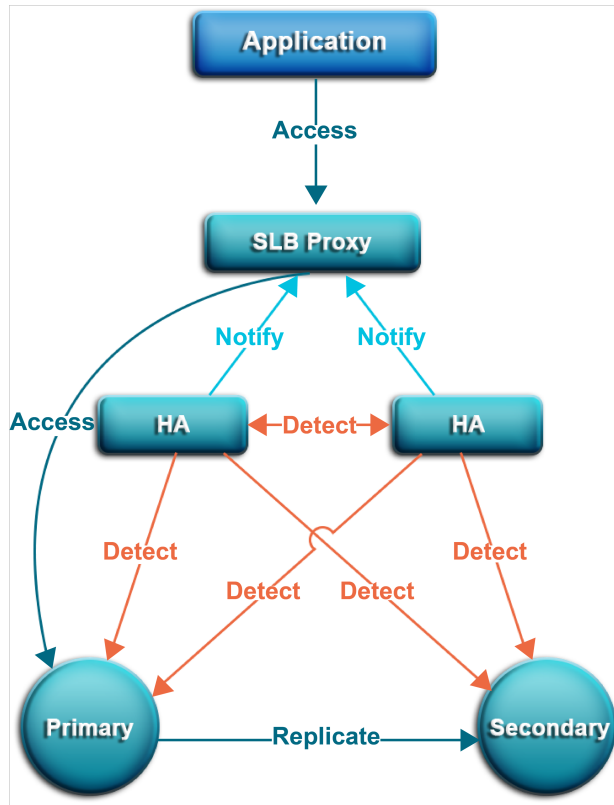 Application
Access
SLB Proxy
Notify
Notify
Access
HA
Detect
HA
Detect
Detect
Detect
Detect
Primary
Replicate
Secondary